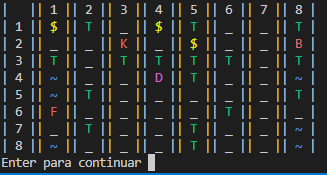 |   || 1 || 2 || 3 || 4 || 5 || 6 || 7 || 8 ||
| 1 || $ || T || _ || $ || T || _ || _ || T ||
| 2 || _ || _ || K || _ || $ || _ || _ || B ||
| 3 || T || _ || T || T || T || T || _ || T ||
| 4 || ~ || _ || _ || D || T || _ || _ || ~ ||
| 5 || ~ || T || _ || _ || _ || _ || _ || ~ ||
| 6 || F || _ || _ || _ || _ || T || _ || _ ||
| 7 || _ || T || _ || _ || T || _ || _ || ~ ||
| 8 || ~ || _ || _ || _ || T || _ || _ || ~ ||
Enter para continuar